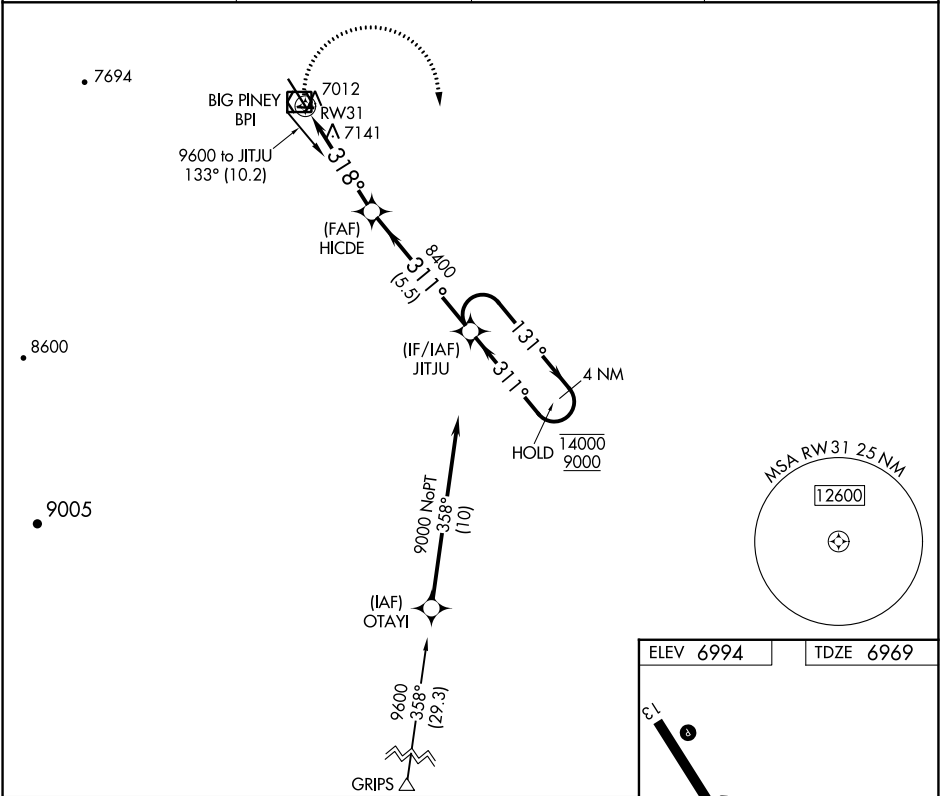 7694
BIG PINEY
BPI
7012
RW31
7141
9600 to JITJU
133° (10.2)
318°
(FAF)
HICDE
8400
311°
(5.5)
(IF/IAF)
JITJU
131°
311°
4 NM
HOLD
14000
9000
8600
9005
MSA RW31 25 NM
12600
9000 NoPT
358°
(10)
(IAF)
OTAYI
9600
358°
(29.3)
GRIPS
ELEV 6994
TDZE 6969
13
P